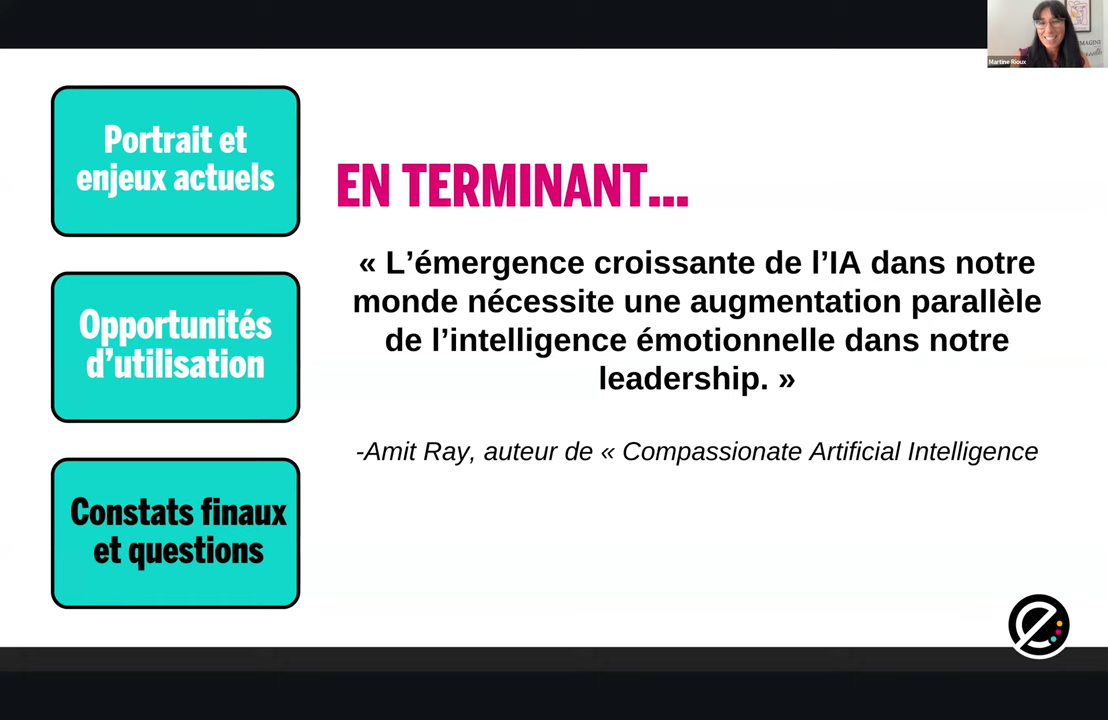 Martine Rioux
Portrait et
enjeux actuels
Opportunités
d'utilisation
Constats finaux
et questions
EN TERMINANT...
« L'émergence croissante de l'IA dans notre
monde nécessite une augmentation parallèle
de l'intelligence émotionnelle dans notre
leadership. »
-Amit Ray, auteur de « Compassionate Artificial Intelligence